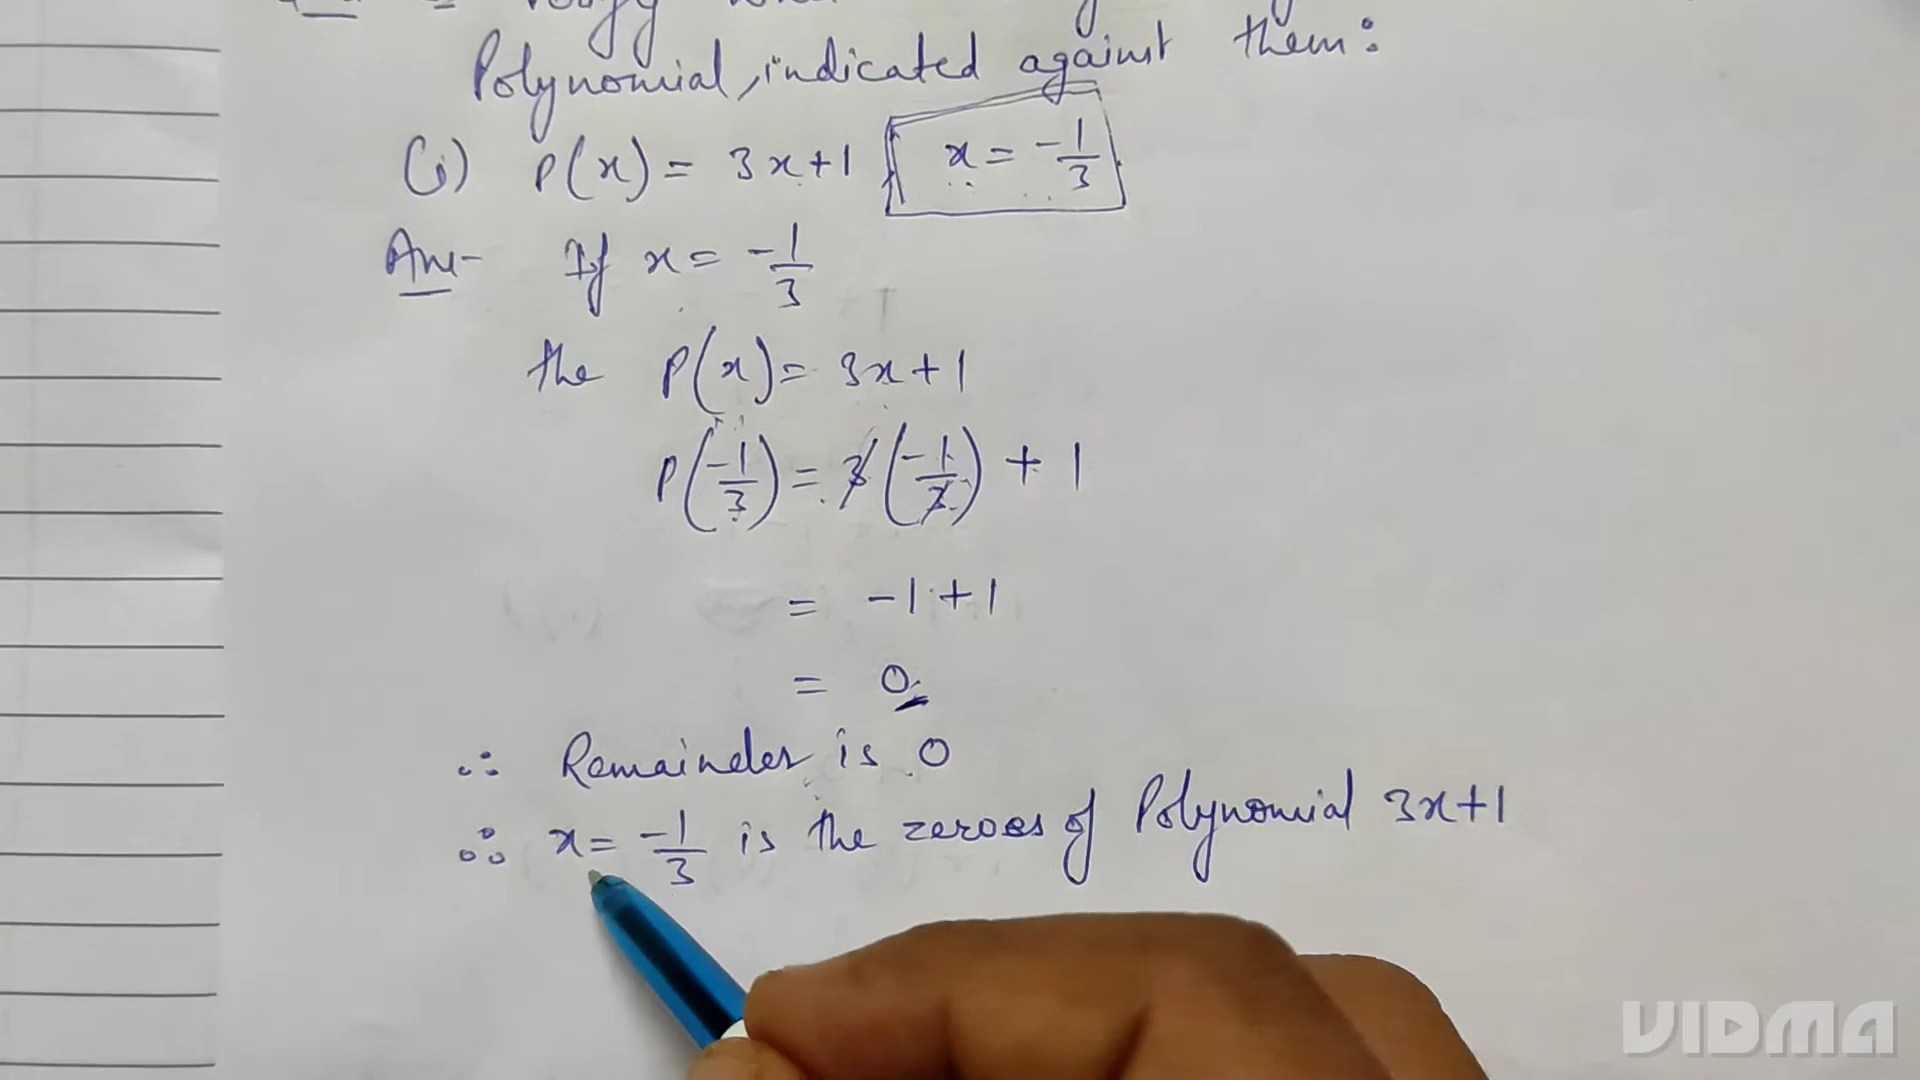 Polynomial, indicated against them:
(i) P(x) = 3x+1 x = -1/3
Ans- If x = -1/3
the P(x) = 3x+1
P(-1/3) = 3(-1/3) + 1
= -1+1
= 0
∴ Remainder is 0
∴ x = -1/3 is the zeroes of Polynomial 3x+1
VIDMA